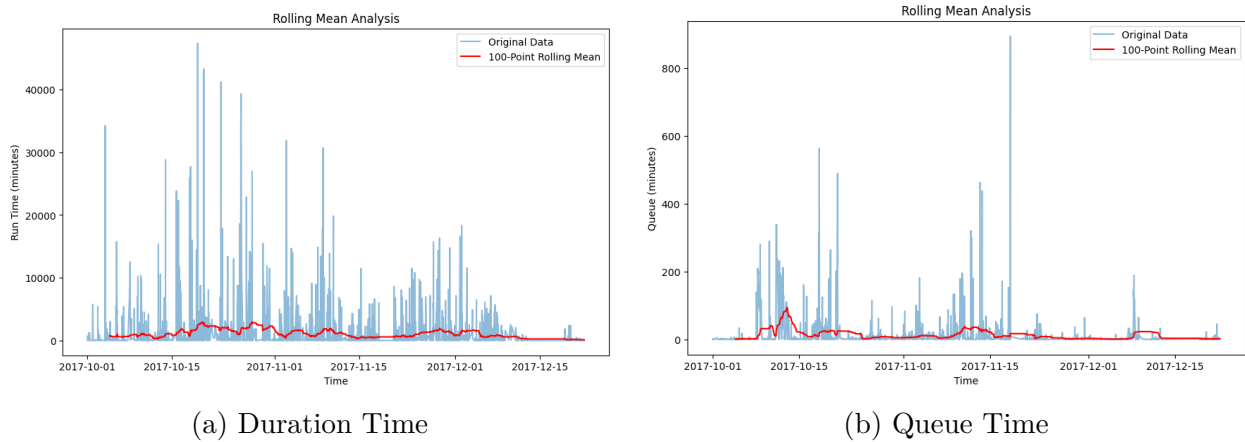 Rolling Mean Analysis
Original Data
100-Point Rolling Mean
Run Time (minutes)
40000
30000
20000
10000
0
2017-10-01 2017-10-15 2017-11-01 2017-11-15 2017-12-01 2017-12-15
Time
(a) Duration Time
Rolling Mean Analysis
Original Data
100-Point Rolling Mean
Queue (minutes)
800
600
400
200
0
2017-10-01 2017-10-15 2017-11-01 2017-11-15 2017-12-01 2017-12-15
Time
(b) Queue Time